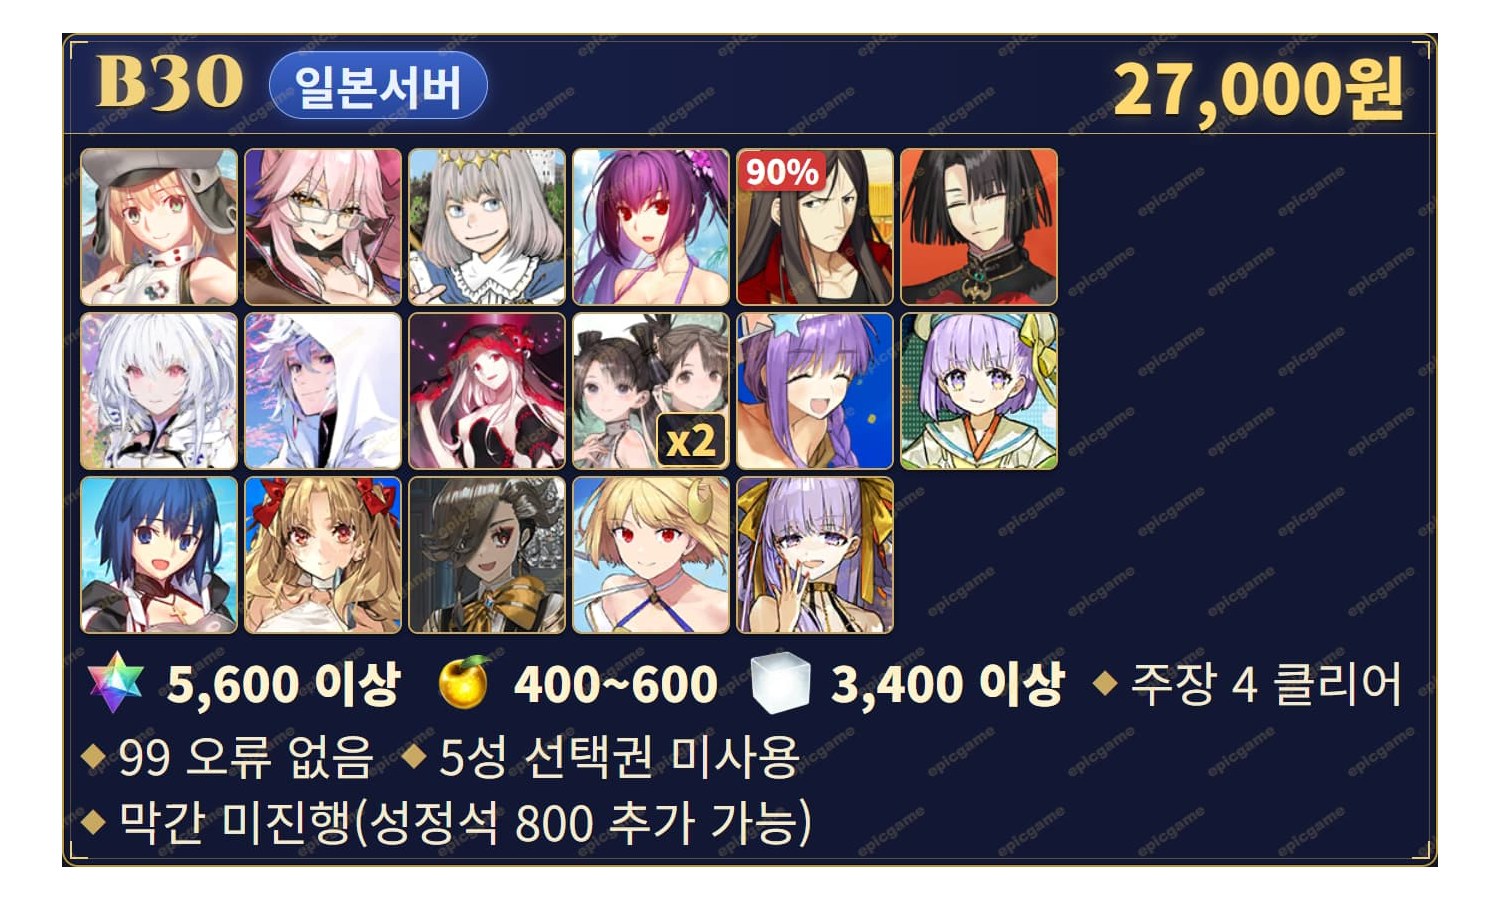 B30 일본서버 27,000원
90%
x2
5,600 이상 400~600 3,400 이상 ◆ 주장 4 클리어
◆ 99 오류 없음 ◆ 5성 선택권 미사용
◆ 막간 미진행(성정석 800 추가 가능)
epicgame